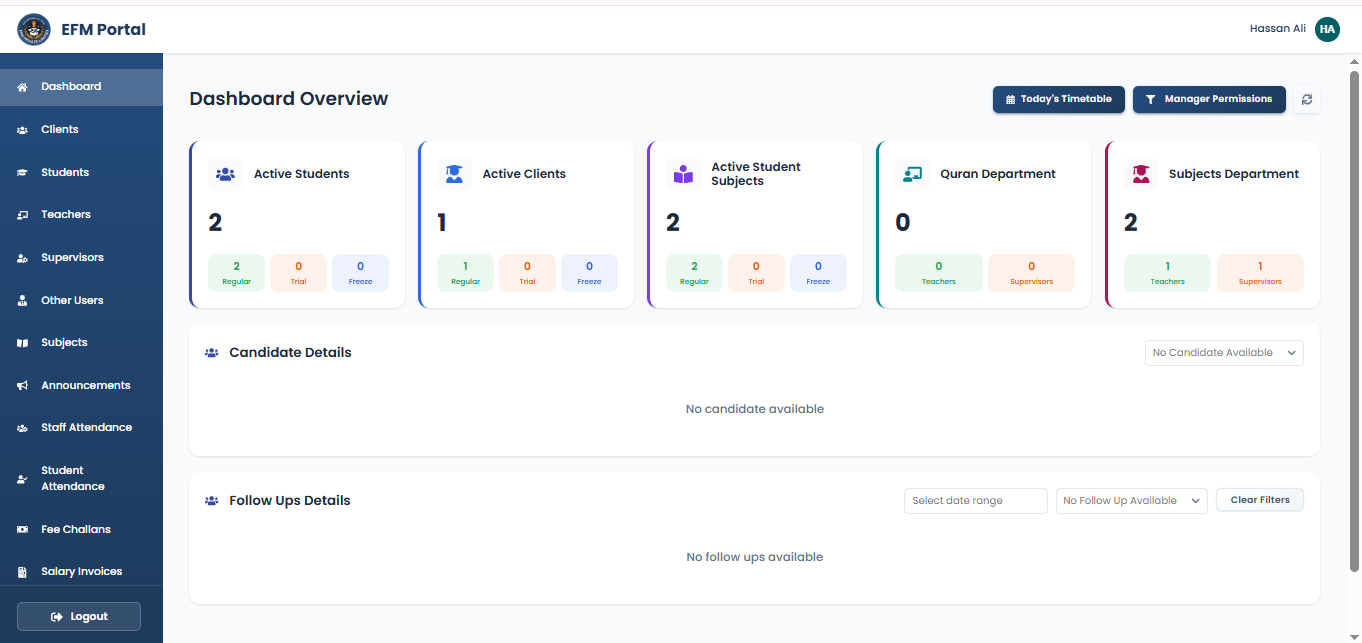 EFM Portal
Hassan Ali
HA
Dashboard
Clients
Students
Teachers
Supervisors
Other Users
Subjects
Announcements
Staff Attendance
Student
Attendance
Fee Challans
Salary Invoices
Logout
Dashboard Overview
Today's Timetable
Manager Permissions
Active Students
2
2
Regular
0
Trial
0
Freeze
Active Clients
1
1
Regular
0
Trial
0
Freeze
Active Student
Subjects
2
2
Regular
0
Trial
0
Freeze
Quran Department
0
0
Teachers
0
Supervisors
Subjects Department
2
1
Teachers
1
Supervisors
Candidate Details
No Candidate Available
No candidate available
Follow Ups Details
Select date range
No Follow Up Available
Clear Filters
No follow ups available